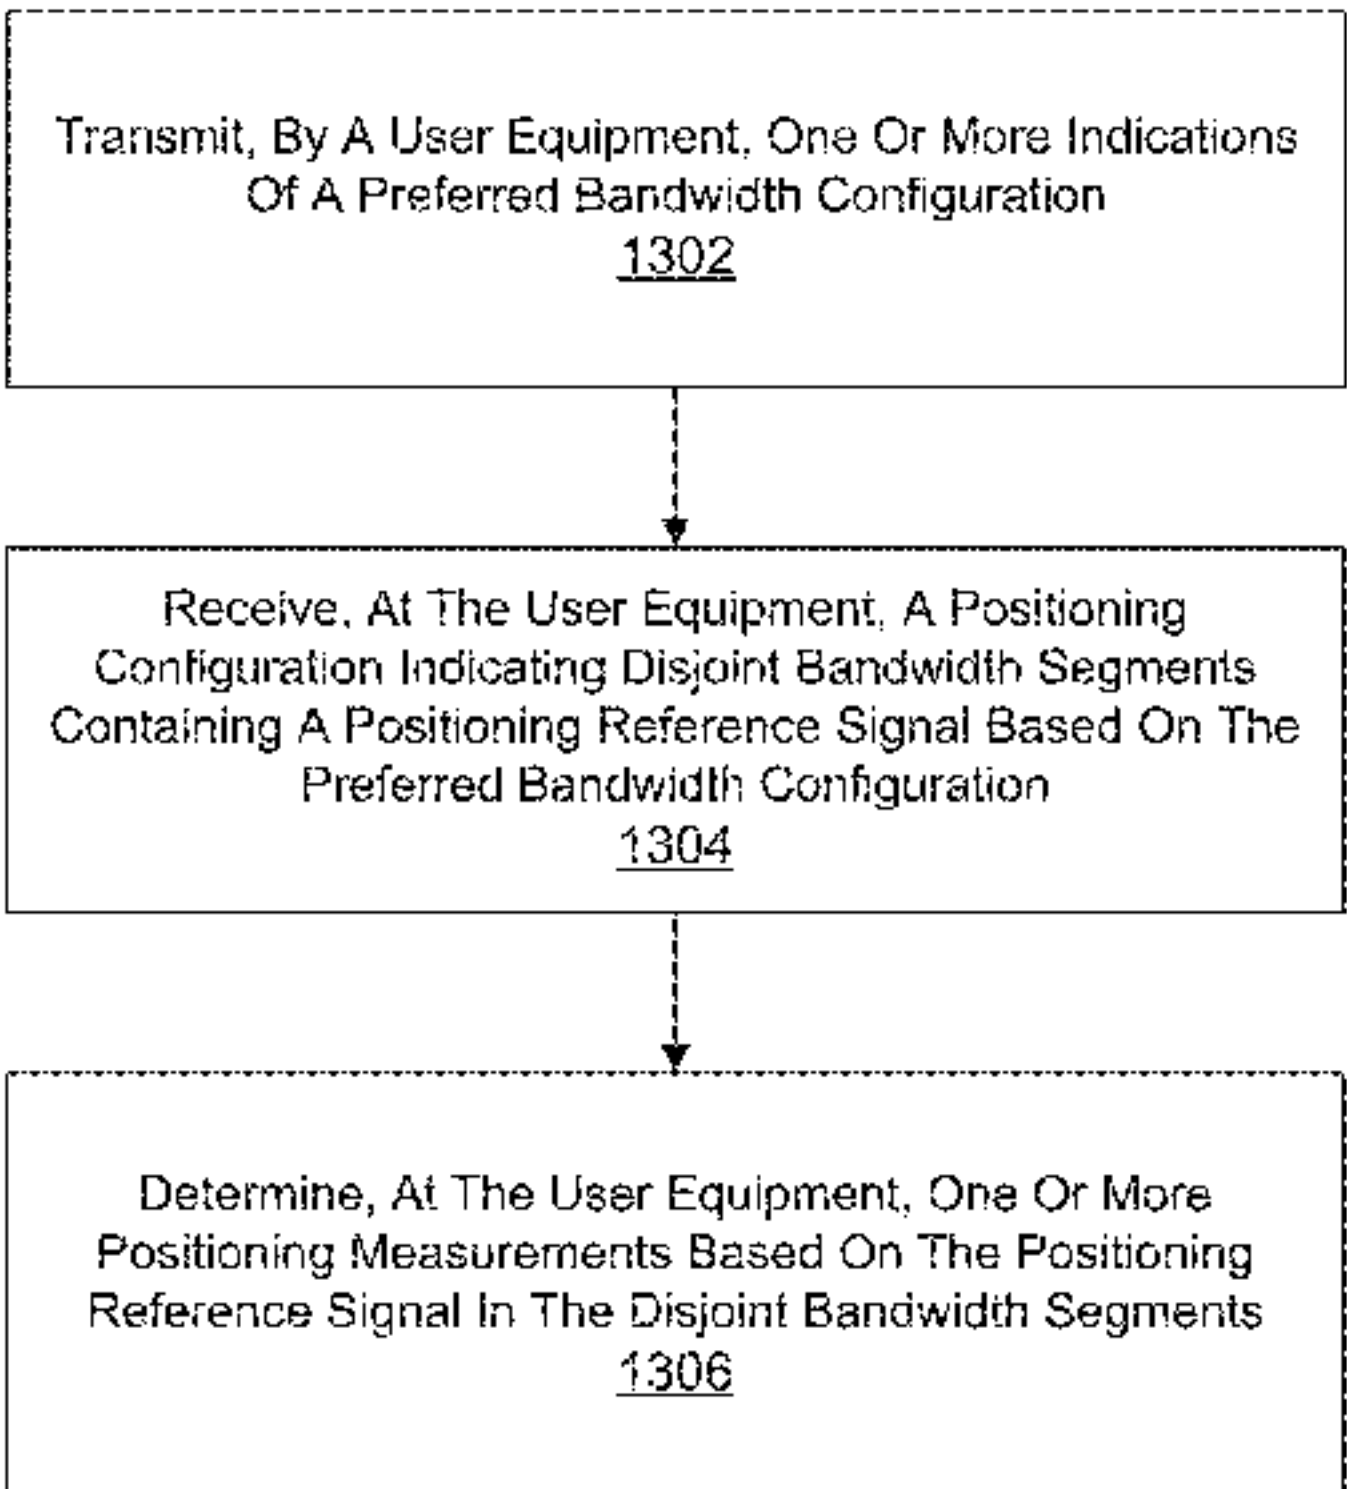 Transmit, By A User Equipment, One Or More Indications
Of A Preferred Bandwidth Configuration
1302
Receive, At The User Equipment, A Positioning
Configuration Indicating Disjoint Bandwidth Segments
Containing A Positioning Reference Signal Based On The
Preferred Bandwidth Configuration
1304
Determine, At The User Equipment, One Or More
Positioning Measurements Based On The Positioning
Reference Signal In The Disjoint Bandwidth Segments
1306